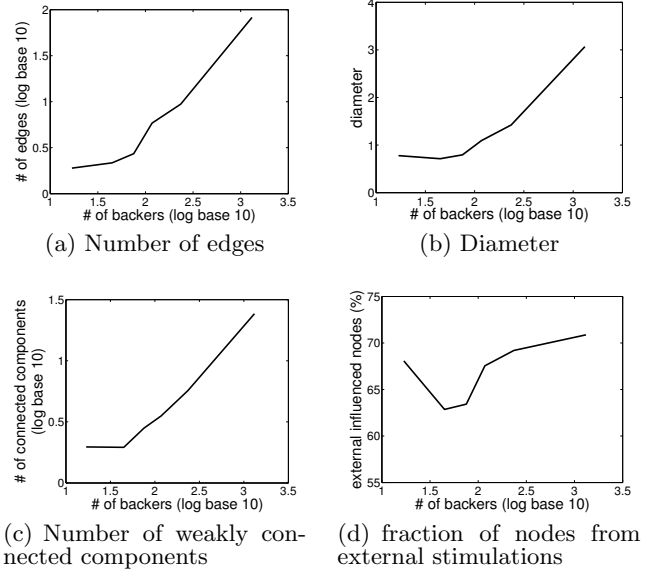 2
1.5
1
0.5
0
1 1.5 2 2.5 3 3.5
# of edges (log base 10)
# of backers (log base 10)
(a) Number of edges
4
3
2
1
0
1 1.5 2 2.5 3 3.5
diameter
# of backers (log base 10)
(b) Diameter
1.5
1
0.5
0
1 1.5 2 2.5 3 3.5
# of connected components
(log base 10)
# of backers (log base 10)
(c) Number of weakly con-
nected components
75
70
65
60
55
1 1.5 2 2.5 3 3.5
external influenced nodes (%)
# of backers (log base 10)
(d) fraction of nodes from
external stimulations